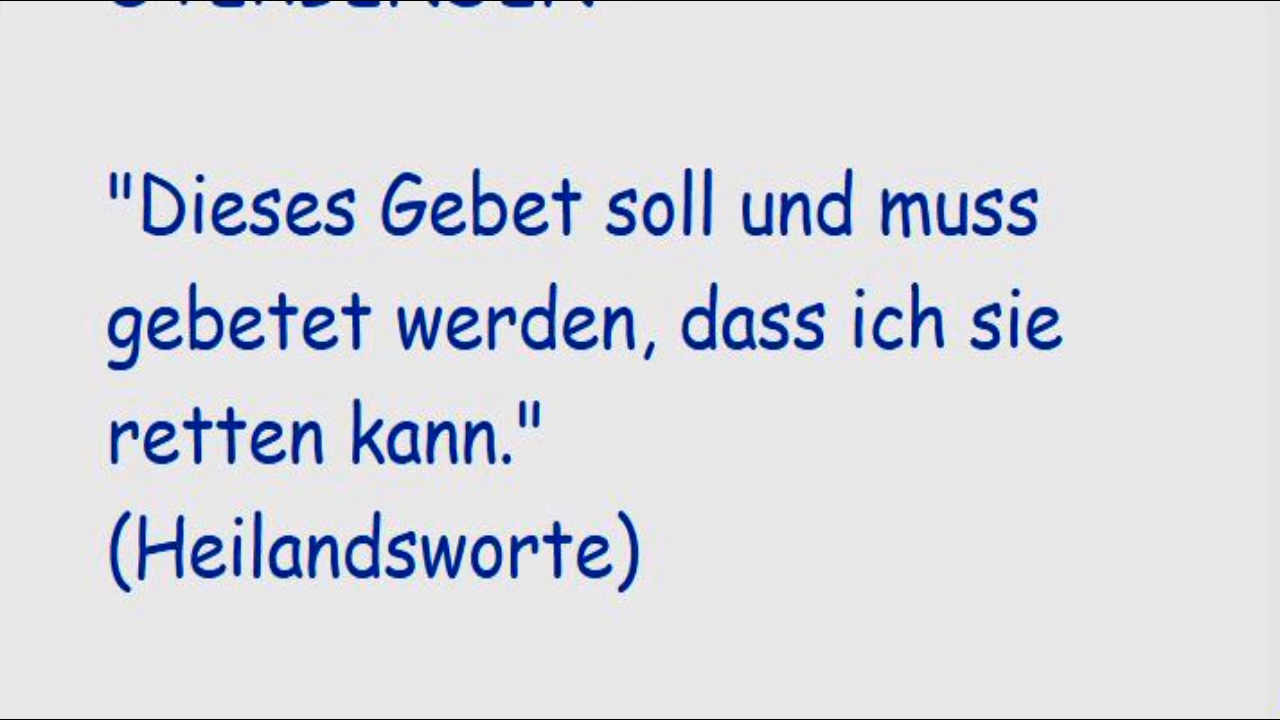 "Dieses Gebet soll und muss
gebetet werden, dass ich sie
retten kann."
(Heilandsworte)